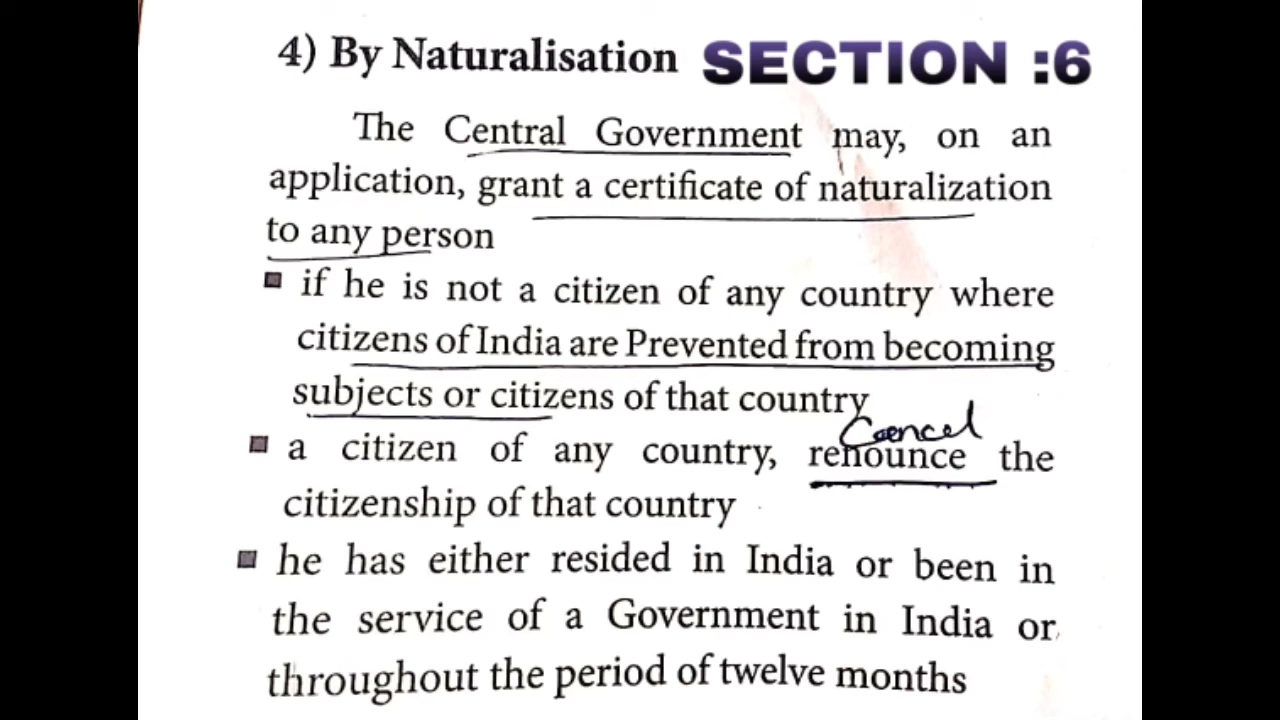 4) By Naturalisation SECTION :6
The Central Government may, on an
application, grant a certificate of naturalization
to any person
■ if he is not a citizen of any country where
citizens of India are Prevented from becoming
subjects or citizens of that country
Cancel
■ a citizen of any country, renounce the
citizenship of that country
■ he has either resided in India or been in
the service of a Government in India or
throughout the period of twelve months